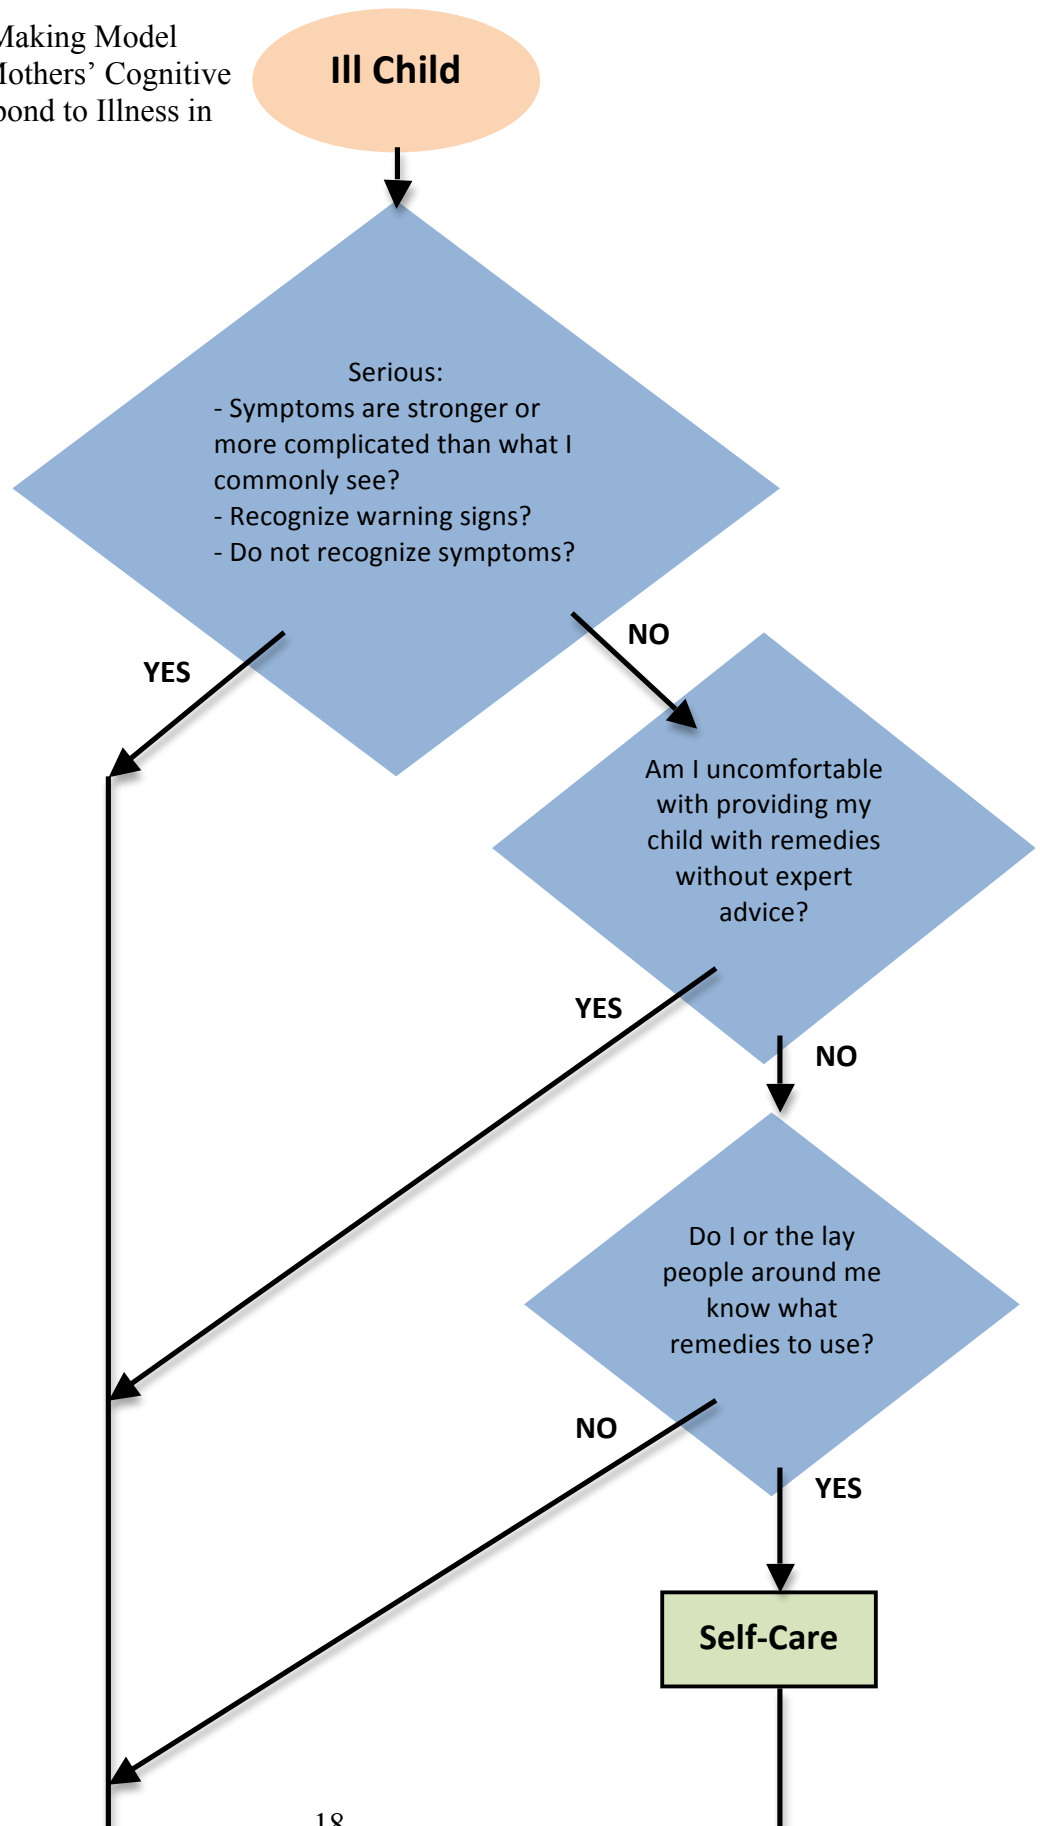 Making Model
Mothers’ Cognitive
pond to Illness in
Ill Child
Serious:
- Symptoms are stronger or
more complicated than what I
commonly see?
- Recognize warning signs?
- Do not recognize symptoms?
YES
NO
Am I uncomfortable
with providing my
child with remedies
without expert
advice?
YES
NO
Do I or the lay
people around me
know what
remedies to use?
NO
YES
Self-Care
18